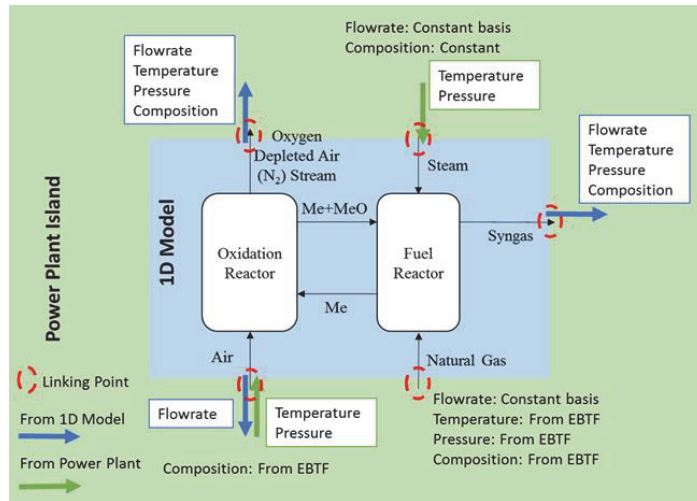 Flowrate: Constant basis
Composition: Constant
Flowrate
Temperature
Pressure
Composition
Temperature
Pressure
Flowrate
Temperature
Pressure
Composition
Oxygen
Depleted Air
(N₂) Stream
Steam
Me+MeO
Oxidation
Reactor
Fuel
Reactor
Syngas
Me
1D Model
Power Plant Island
Air
Natural Gas
Linking Point
From 1D Model
From Power Plant
Flowrate
Temperature
Pressure
Composition: From EBTF
Flowrate: Constant basis
Temperature: From EBTF
Pressure: From EBTF
Composition: From EBTF